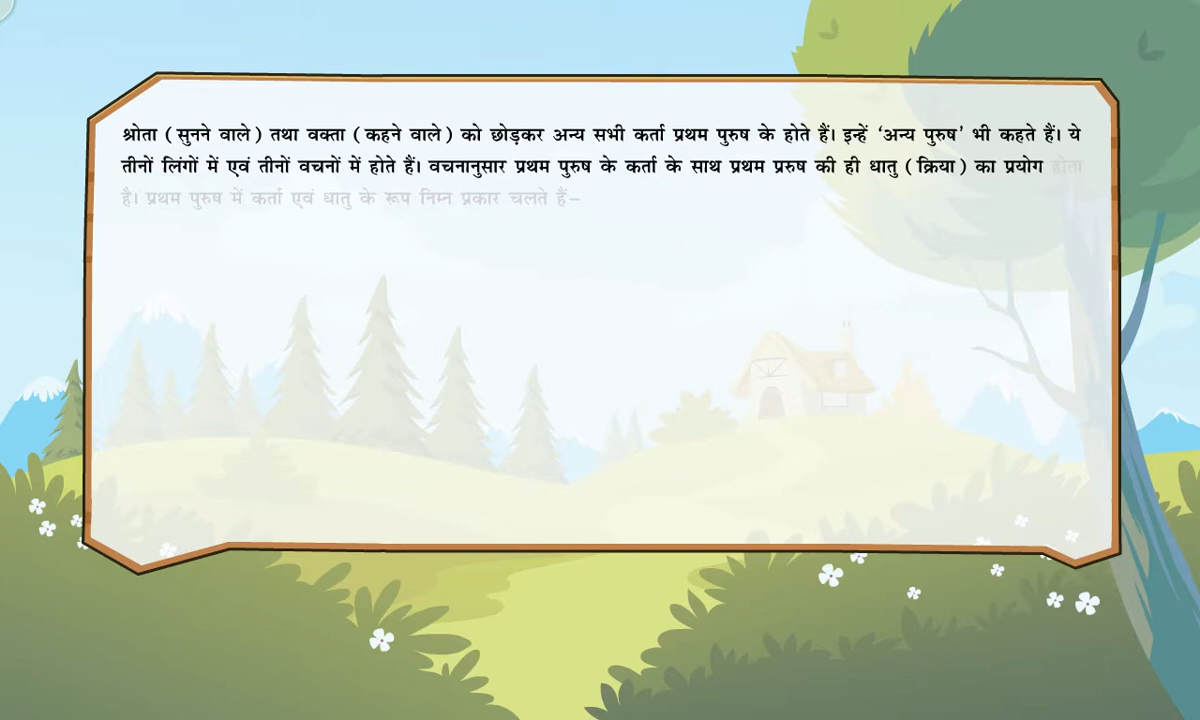 श्रोता (सुनने वाले) तथा वक्ता (कहने वाले) को छोड़कर अन्य सभी कर्ता प्रथम पुरुष के होते हैं। इन्हें ‘अन्य पुरुष’ भी कहते हैं। ये
तीनों लिंगों में एवं तीनों वचनों में होते हैं। वचनानुसार प्रथम पुरुष के कर्ता के साथ प्रथम प्ररुष की ही धातु (क्रिया) का प्रयोग होता
है। प्रथम पुरुष में कर्ता एवं धातु के रूप निम्न प्रकार चलते हैं–